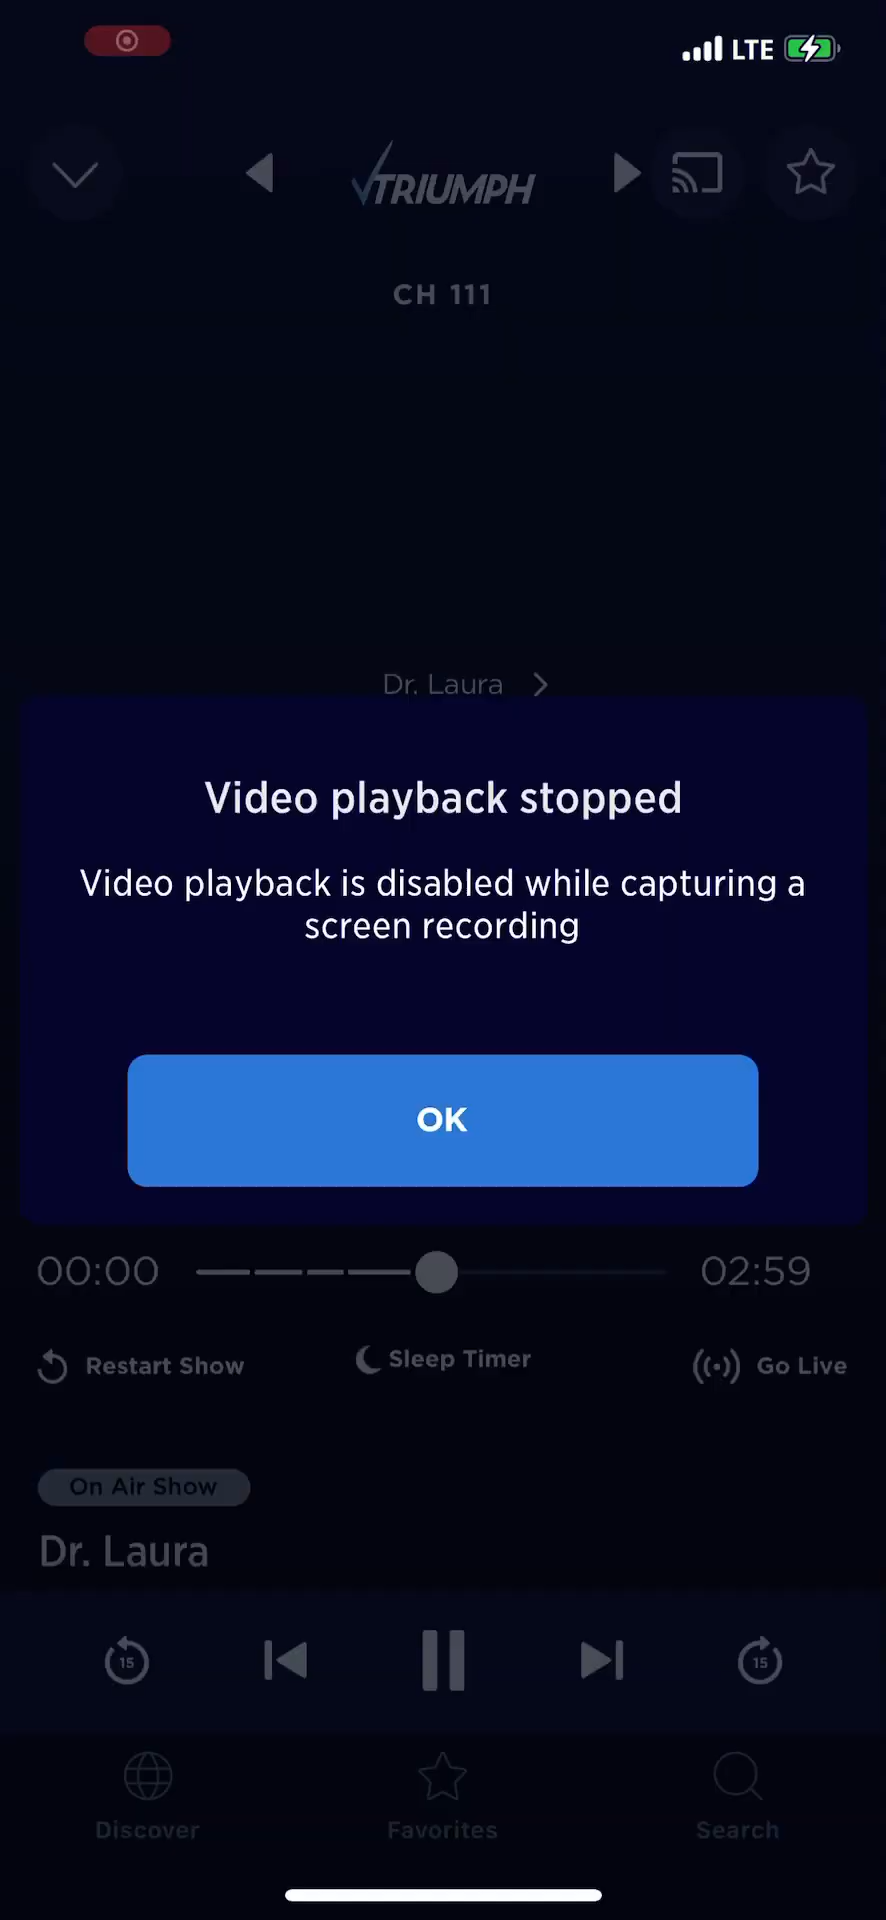 LTE
TRIUMPH
CH 111
Dr. Laura
Video playback stopped
Video playback is disabled while capturing a
screen recording
OK
00:00
02:59
Restart Show
Sleep Timer
Go Live
On Air Show
Dr. Laura
15
15
Discover
Favorites
Search